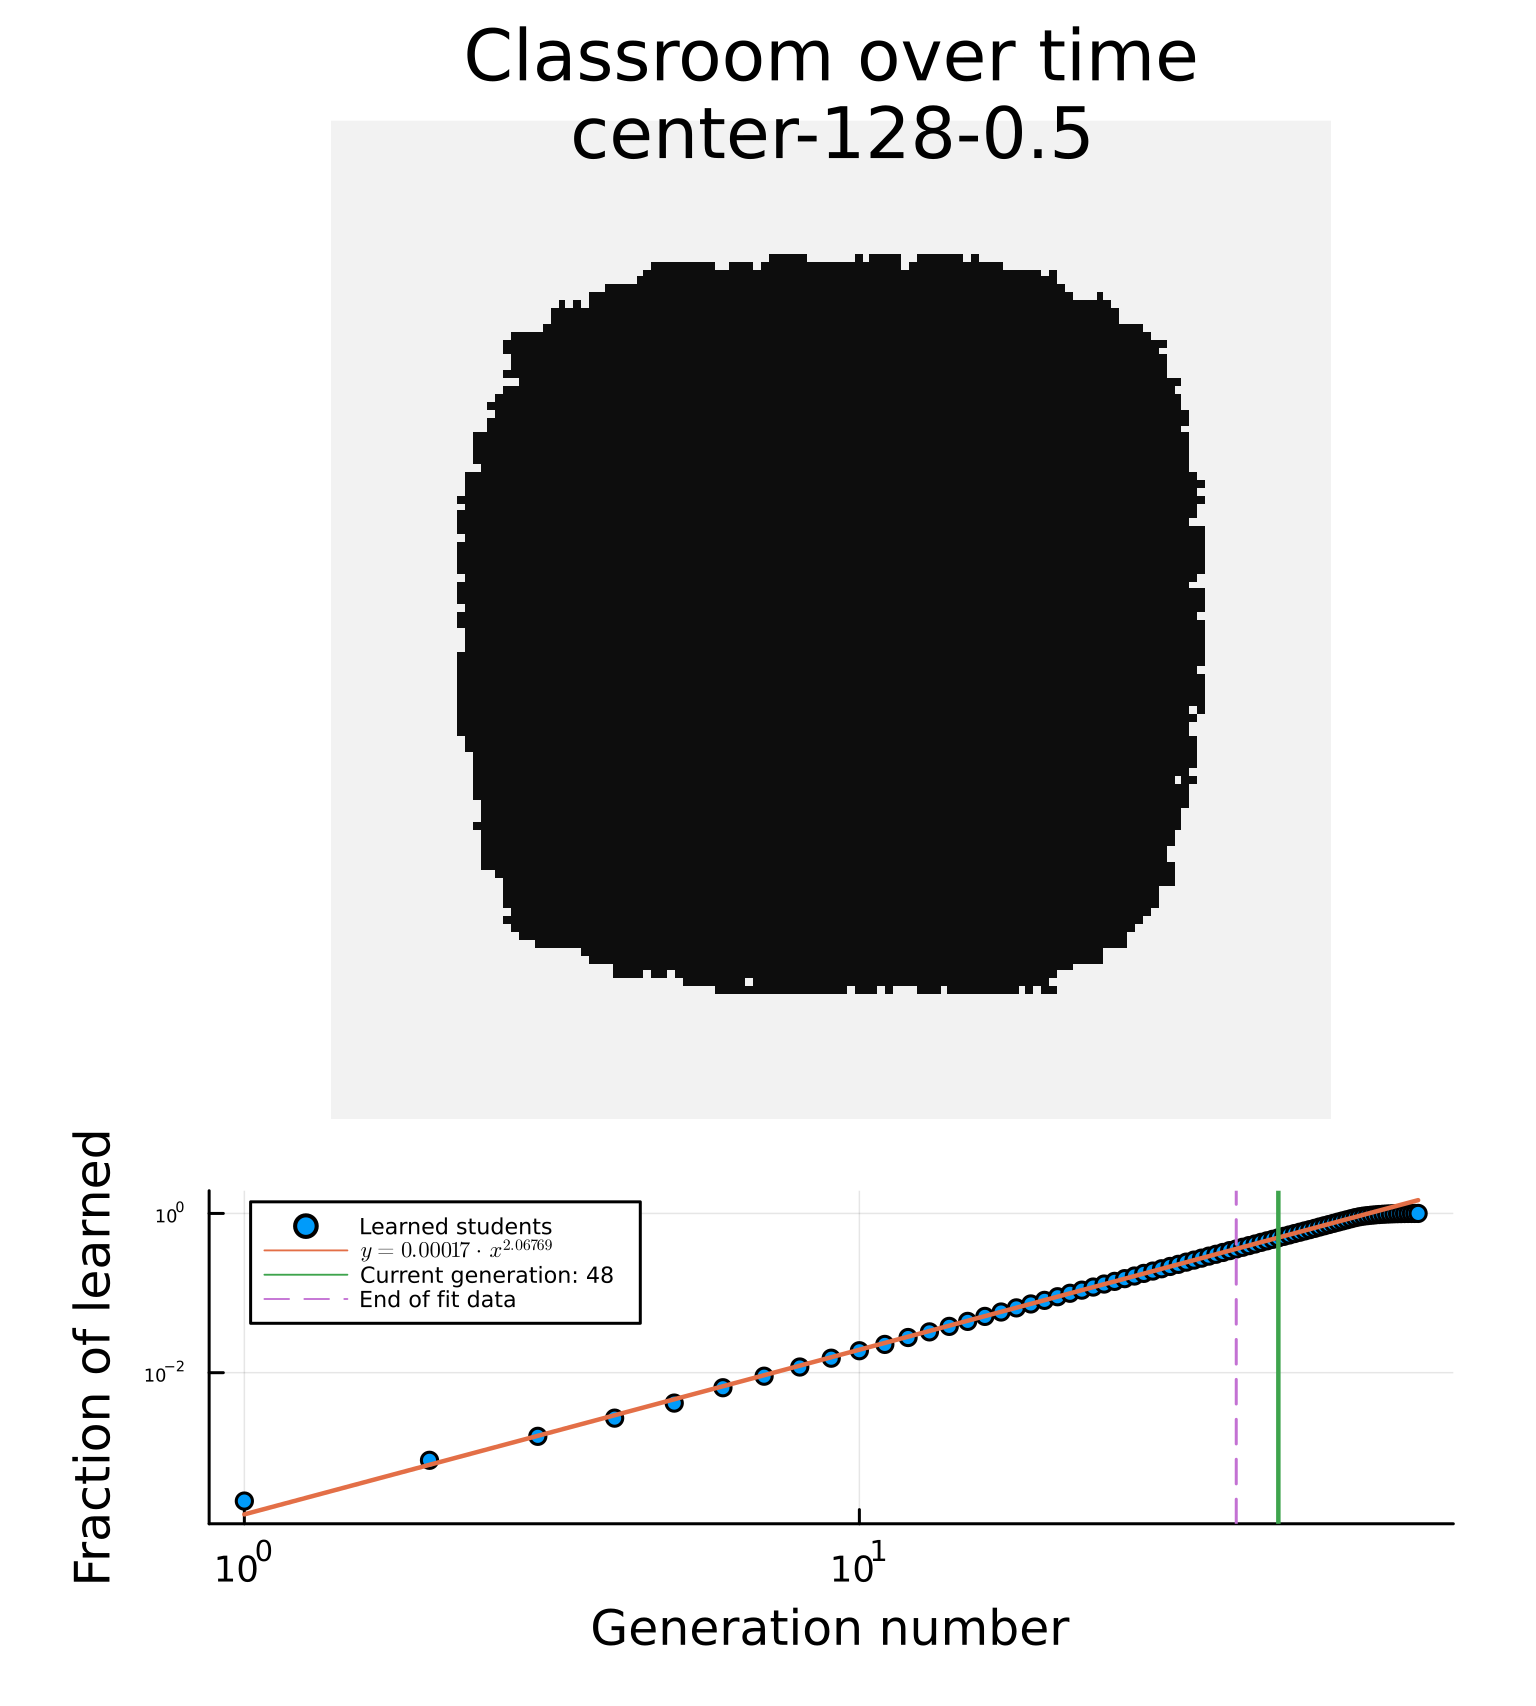 Classroom over time
center-128-0.5
Fraction of learned
10⁰
10⁻²
Learned students
y = 0.00017 · x^2.06769
Current generation: 48
End of fit data
10⁰
10¹
Generation number